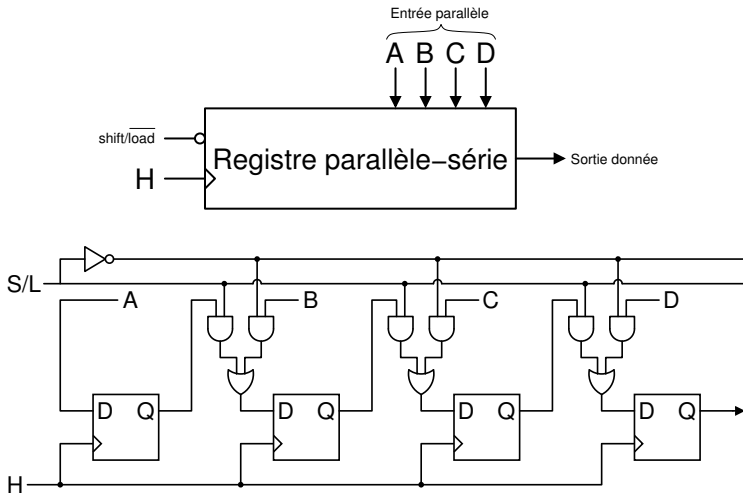 Entrée parallèle
A B C D
shift/load
Registre parallèle−série
Sortie donnée
H
S/L
A
B
C
D
D Q
D Q
D Q
D Q
H